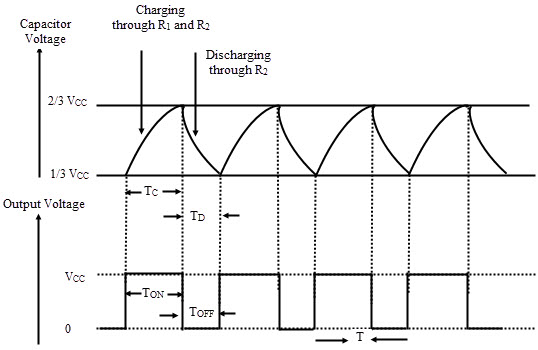 Charging
through R1 and R2
Capacitor
Voltage
Discharging
through R2
2/3 VCC
1/3 VCC
TC
TD
Output Voltage
VCC
TON
TOFF
0
T